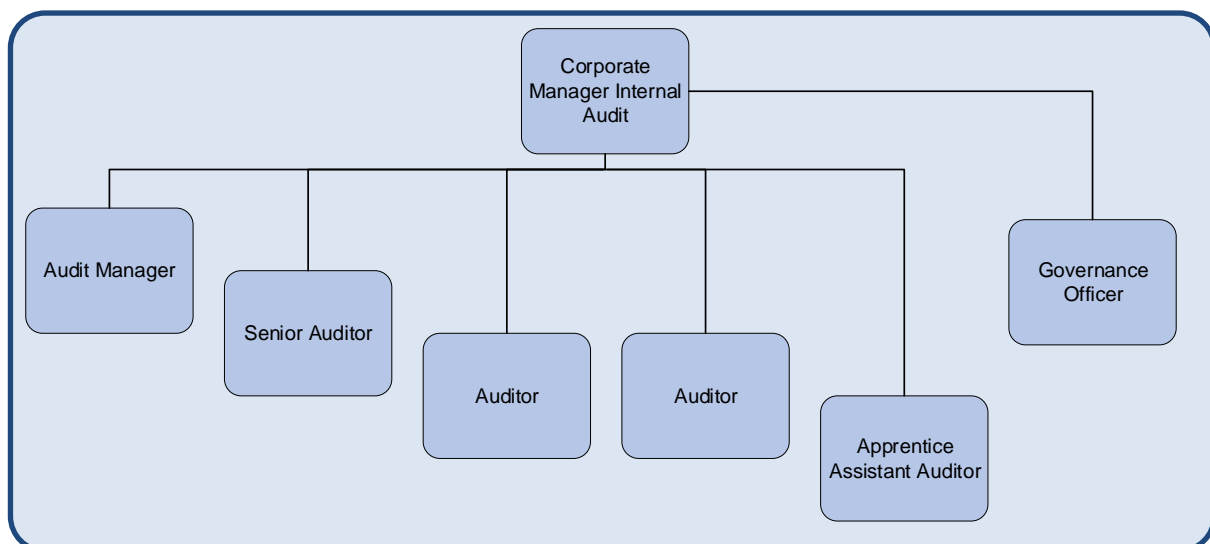 Corporate
Manager Internal
Audit
Audit Manager
Senior Auditor
Auditor
Auditor
Apprentice
Assistant Auditor
Governance
Officer